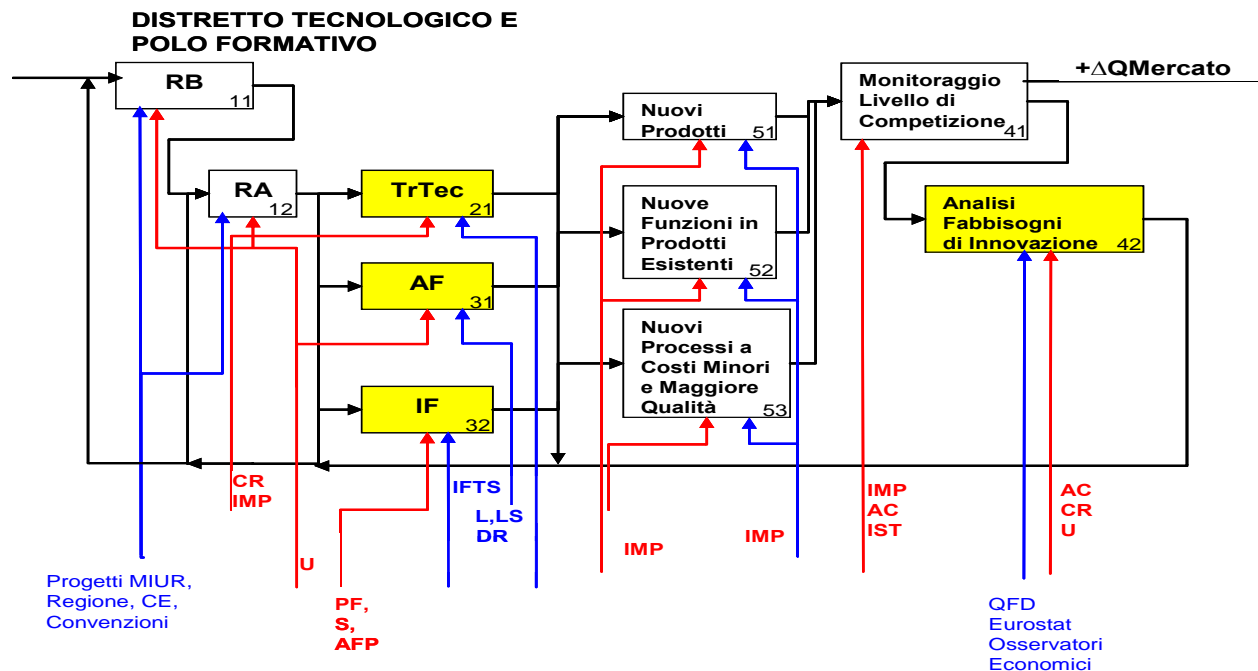 DISTRETTO TECNOLOGICO E
POLO FORMATIVO
RB
11
RA
12
TrTec
21
AF
31
IF
32
Nuovi
Prodotti
51
Nuove
Funzioni in
Prodotti
Esistenti
52
Nuovi
Processi a
Costi Minori
e Maggiore
Qualità
53
Monitoraggio
Livello di
Competizione
41
+∆QMercato
Analisi
Fabbisogni
di Innovazione
42
CR
IMP
IFTS
L,LS
DR
U
IMP
IMP
IMP
AC
IST
AC
CR
U
Progetti MIUR,
Regione, CE,
Convenzioni
PF,
S,
AFP
QFD
Eurostat
Osservatori
Economici